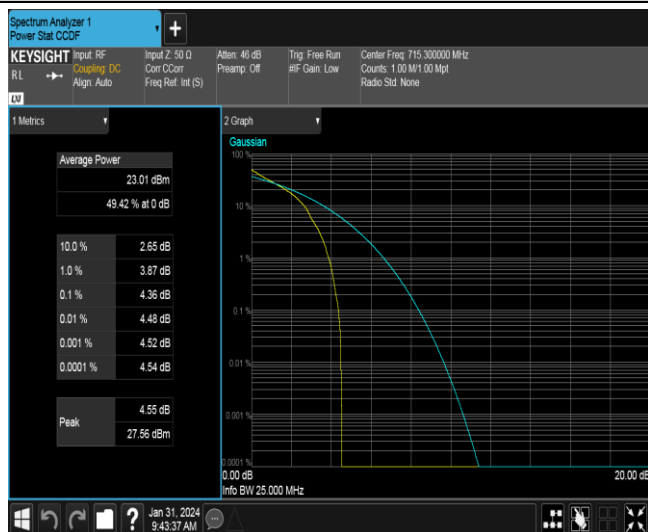 Spectrum Analyzer 1
Power Stat CCDF
+
KEYSIGHT
RL
LXI
Input: RF
Coupling: DC
Align: Auto
Input Z: 50 Ω
Corr CCorr
Freq Ref: Int (S)
Atten: 46 dB
Preamp: Off
Trig: Free Run
#IF Gain: Low
Center Freq: 715.300000 MHz
Counts: 1.00 M/1.00 Mpt
Radio Std: None
1 Metrics
Average Power
23.01 dBm
49.42 % at 0 dB
10.0 % 2.65 dB
1.0 % 3.87 dB
0.1 % 4.36 dB
0.01 % 4.48 dB
0.001 % 4.52 dB
0.0001 % 4.54 dB
Peak
4.55 dB
27.56 dBm
2 Graph
Gaussian
100 %
10 %
1 %
0.1 %
0.01 %
0.001 %
0.0001 %
0.00 dB
20.00 dB
Info BW 25.000 MHz
?
Jan 31, 2024
9:43:37 AM